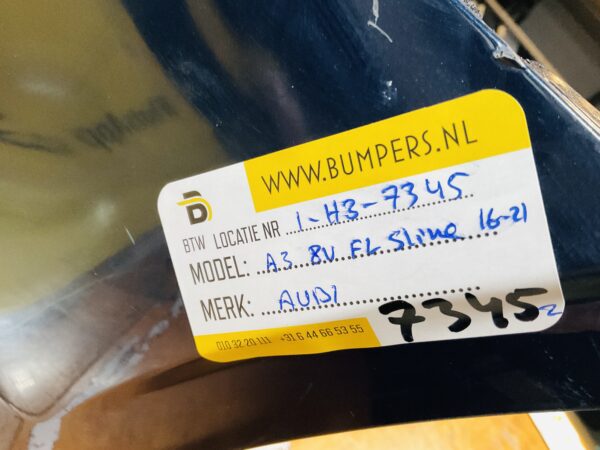 WWW.BUMPERS.NL
BTW LOCATIE NR 1-H3-7345
MODEL: A3 8V FL Sline 16-21
MERK: AUDI
7345
010 32 20 111 +31 6 44 66 53 55